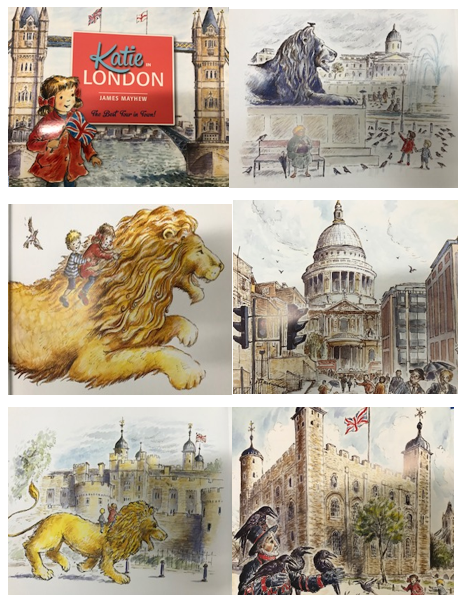 Katie IN
LONDON
JAMES MAYHEW
The Best Tour in Town!